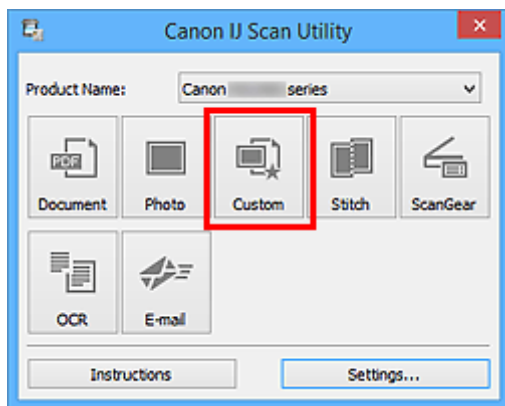 Canon IJ Scan Utility
Product Name: Canon series
PDF
Document Photo Custom Stitch ScanGear
OCR E-mail
Instructions Settings...